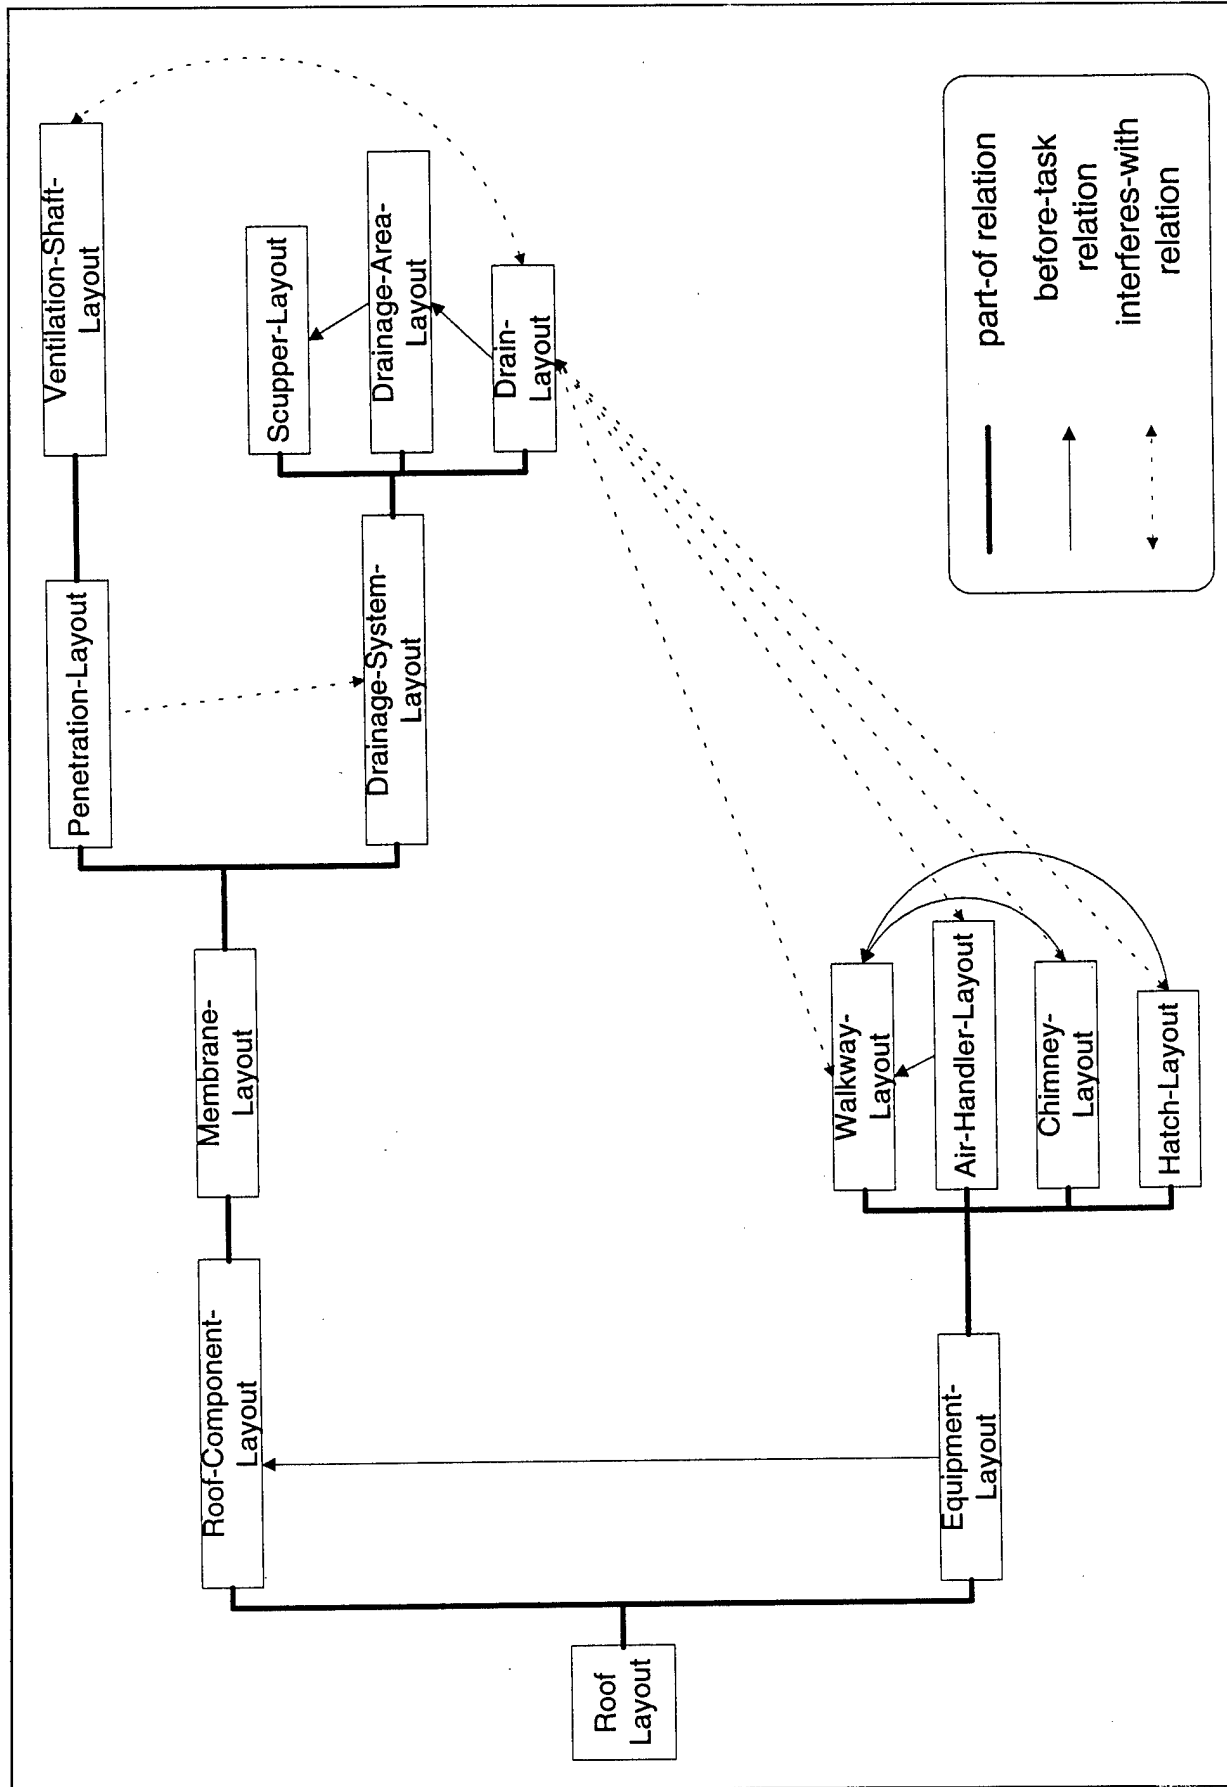 Roof
Layout
Roof-Component-
Layout
Equipment-
Layout
Membrane-
Layout
Walkway-
Layout
Air-Handler-Layout
Chimney-
Layout
Hatch-Layout
Penetration-Layout
Drainage-System-
Layout
Ventilation-Shaft-
Layout
Scupper-Layout
Drainage-Area-
Layout
Drain-
Layout
part-of relation
before-task
relation
interferes-with
relation